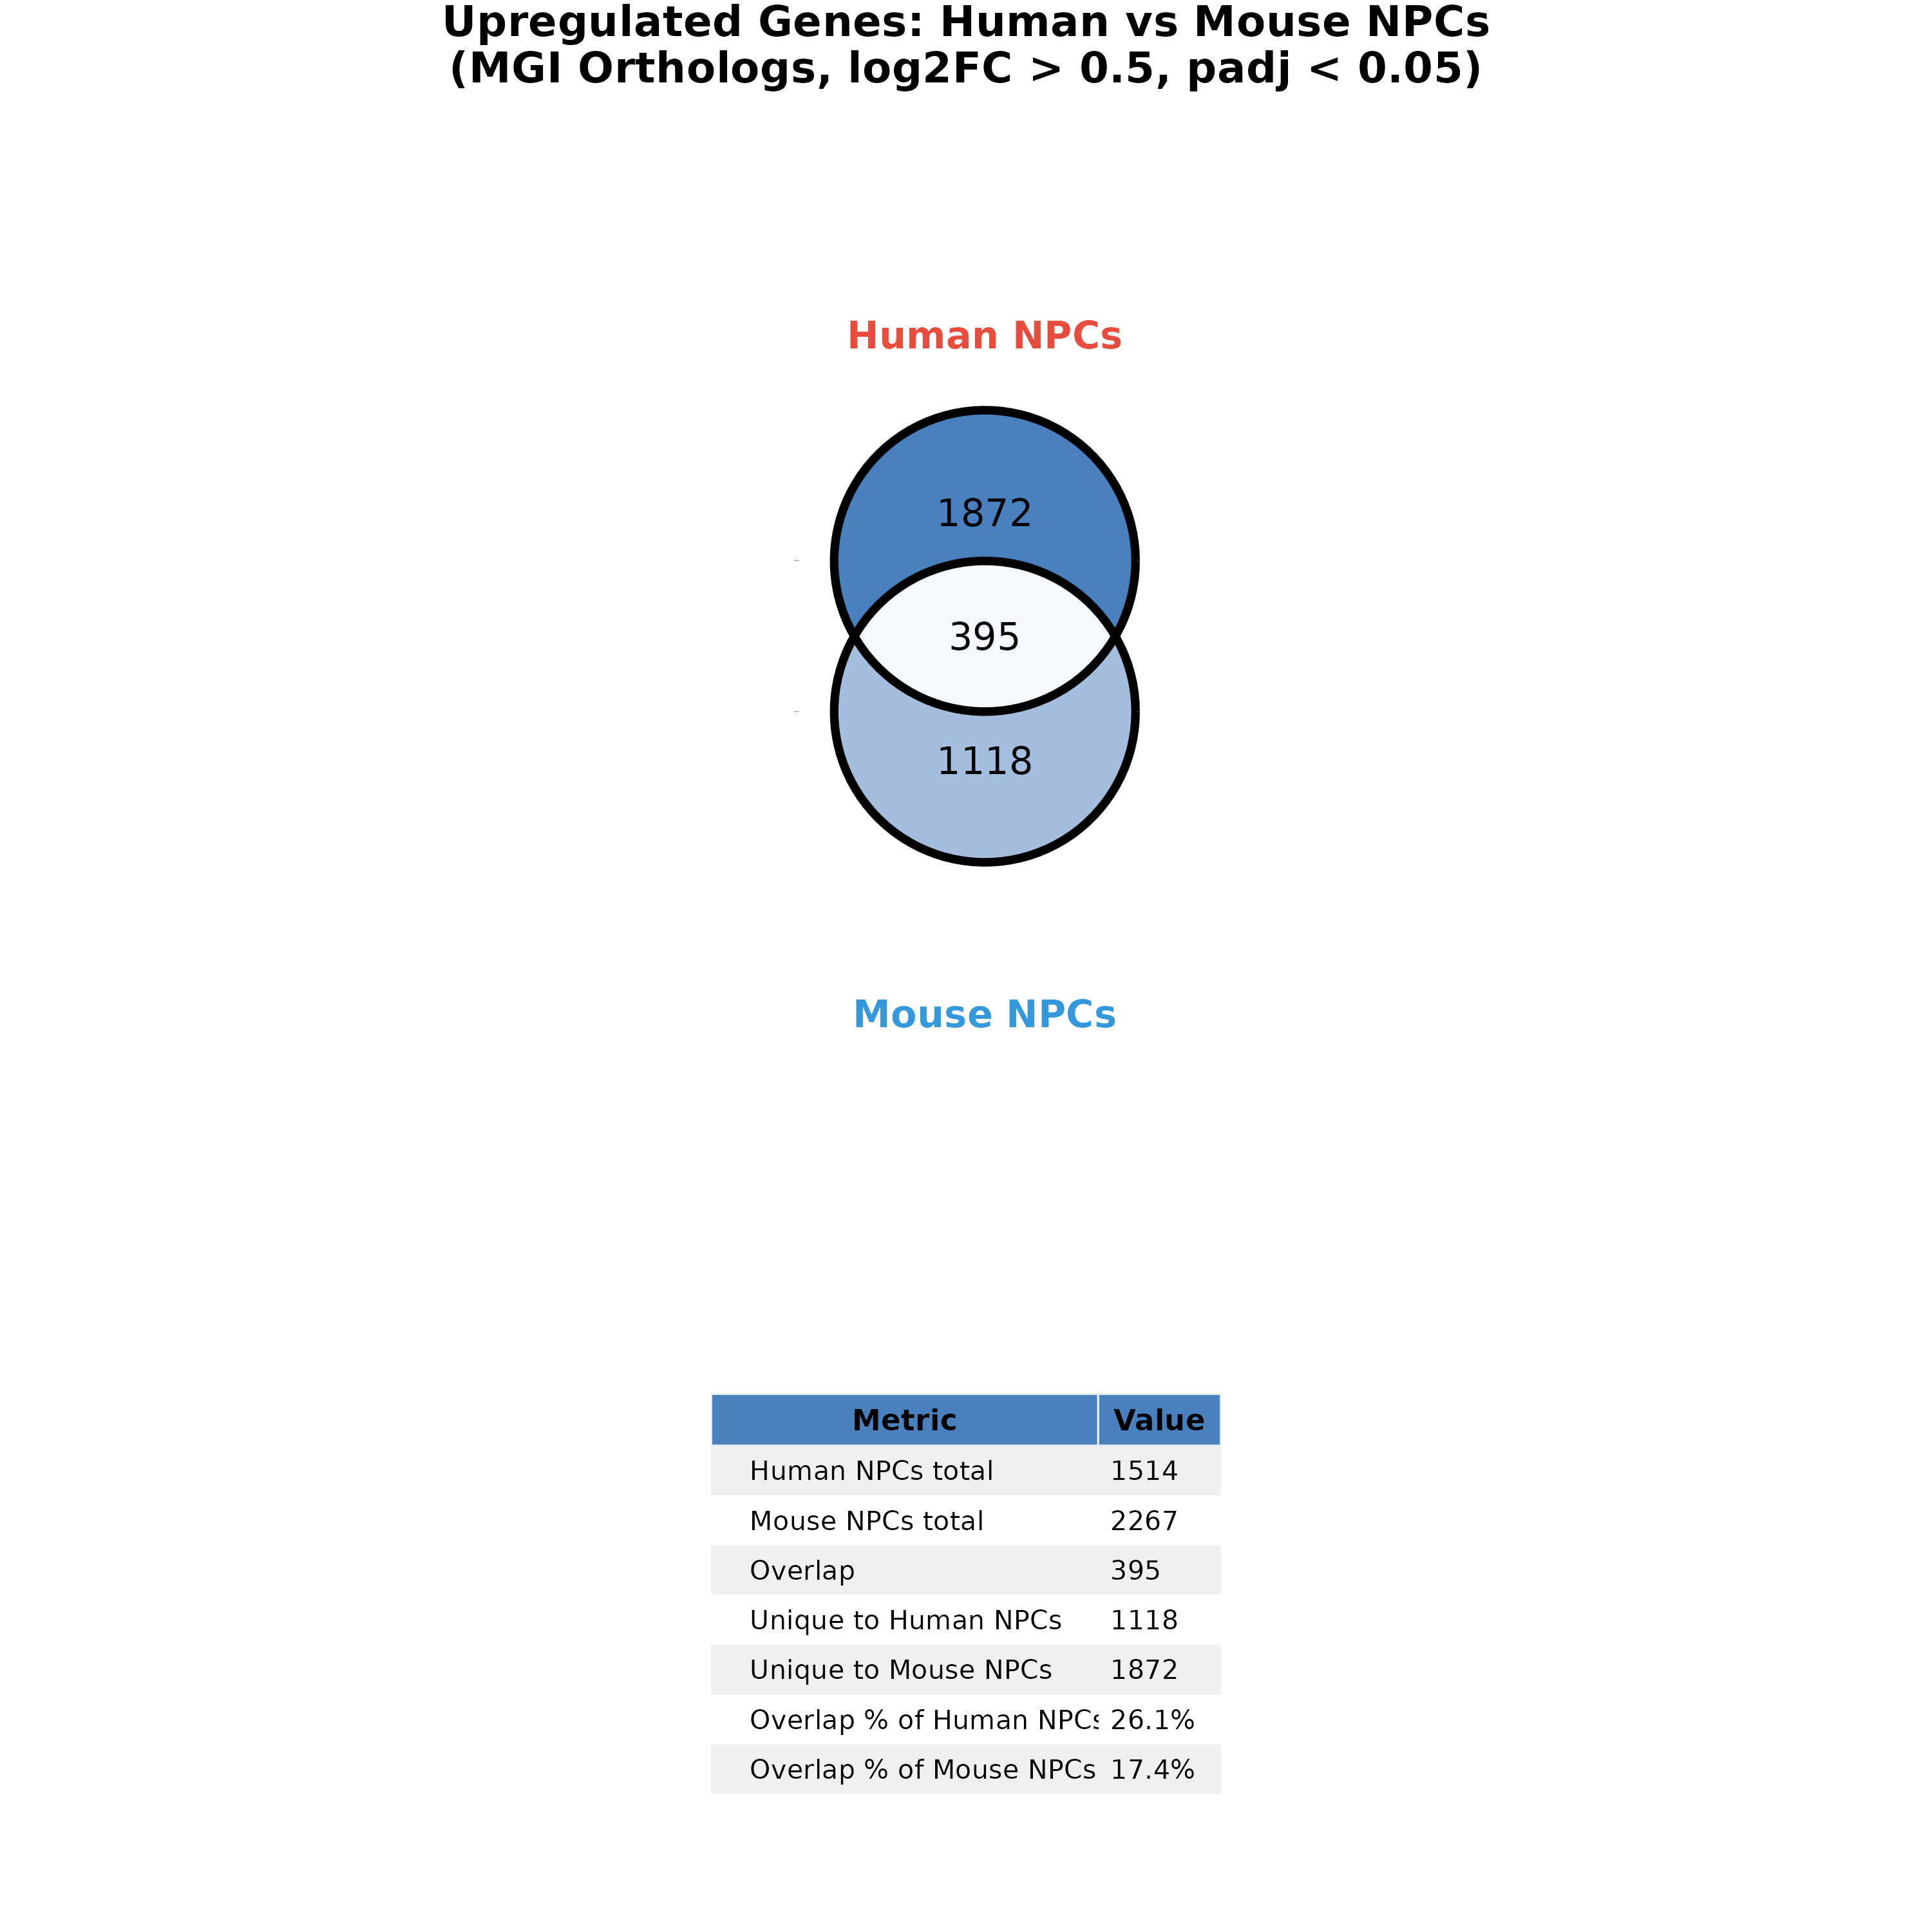 Upregulated Genes: Human vs Mouse NPCs
(MGI Orthologs, log2FC > 0.5, padj < 0.05)
Human NPCs
1872
395
1118
Mouse NPCs
Metric Value
Human NPCs total 1514
Mouse NPCs total 2267
Overlap 395
Unique to Human NPCs 1118
Unique to Mouse NPCs 1872
Overlap % of Human NPCs 26.1%
Overlap % of Mouse NPCs 17.4%